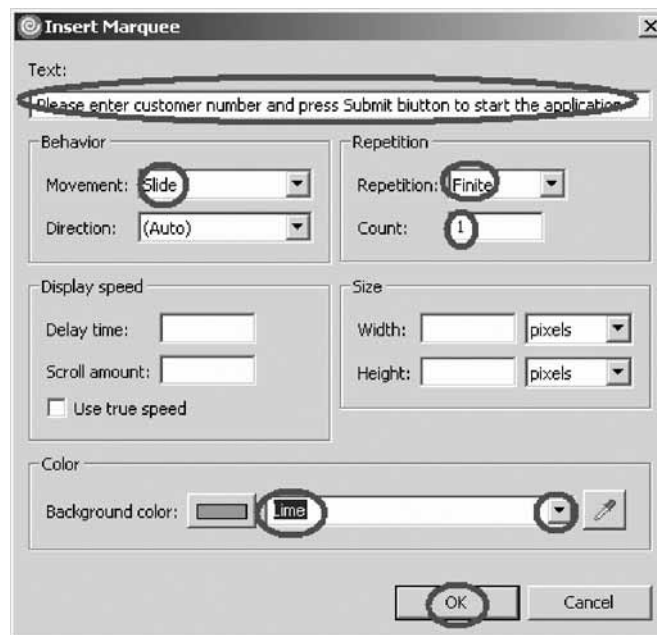 Insert Marquee
Text:
Please enter customer number and press Submit biutton to start the application
Behavior
Repetition
Movement: Slide
Repetition: Finite
Direction: (Auto)
Count: 1
Display speed
Size
Delay time:
Width: pixels
Scroll amount:
Height: pixels
Use true speed
Color
Background color: Lime
OK Cancel